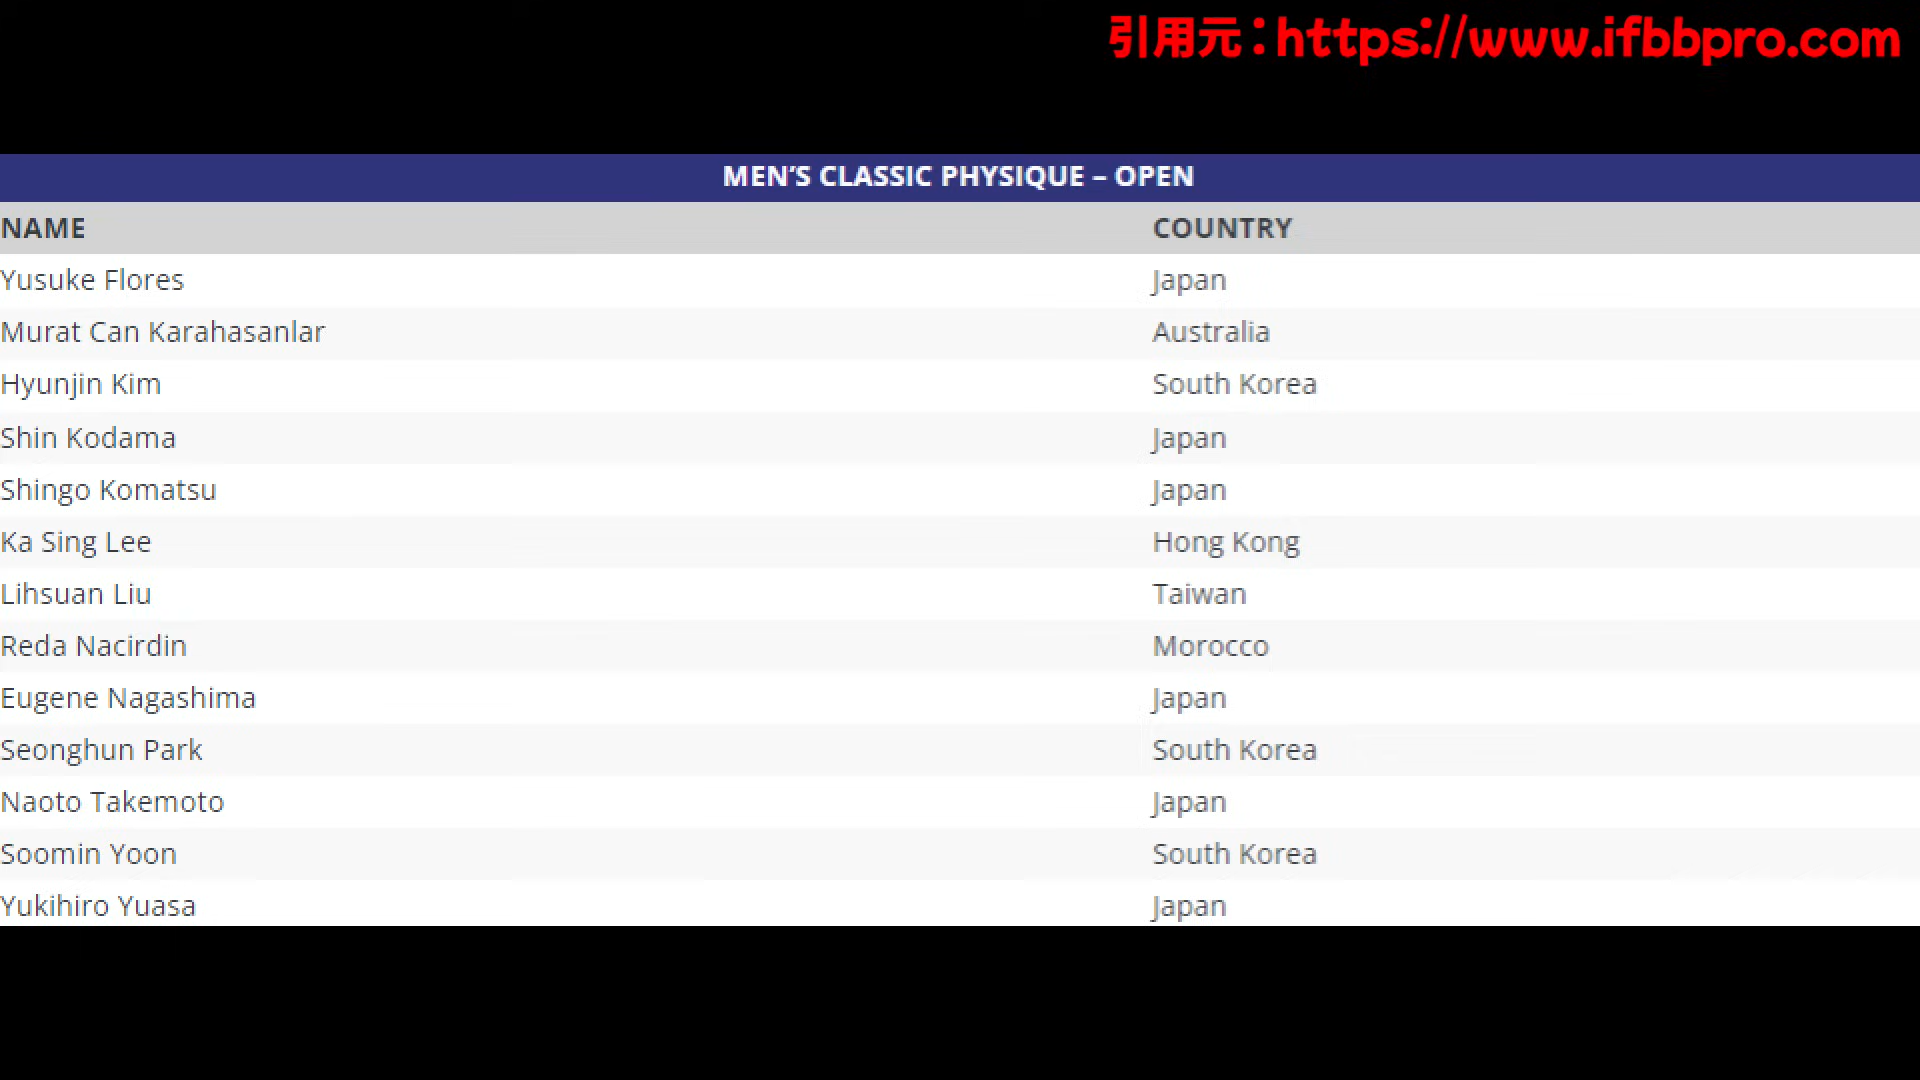 引用元：https://www.ifbbpro.com
MEN’S CLASSIC PHYSIQUE – OPEN
NAME COUNTRY
Yusuke Flores Japan
Murat Can Karahasanlar Australia
Hyunjin Kim South Korea
Shin Kodama Japan
Shingo Komatsu Japan
Ka Sing Lee Hong Kong
Lihsuan Liu Taiwan
Reda Nacirdin Morocco
Eugene Nagashima Japan
Seonghun Park South Korea
Naoto Takemoto Japan
Soomin Yoon South Korea
Yukihiro Yuasa Japan